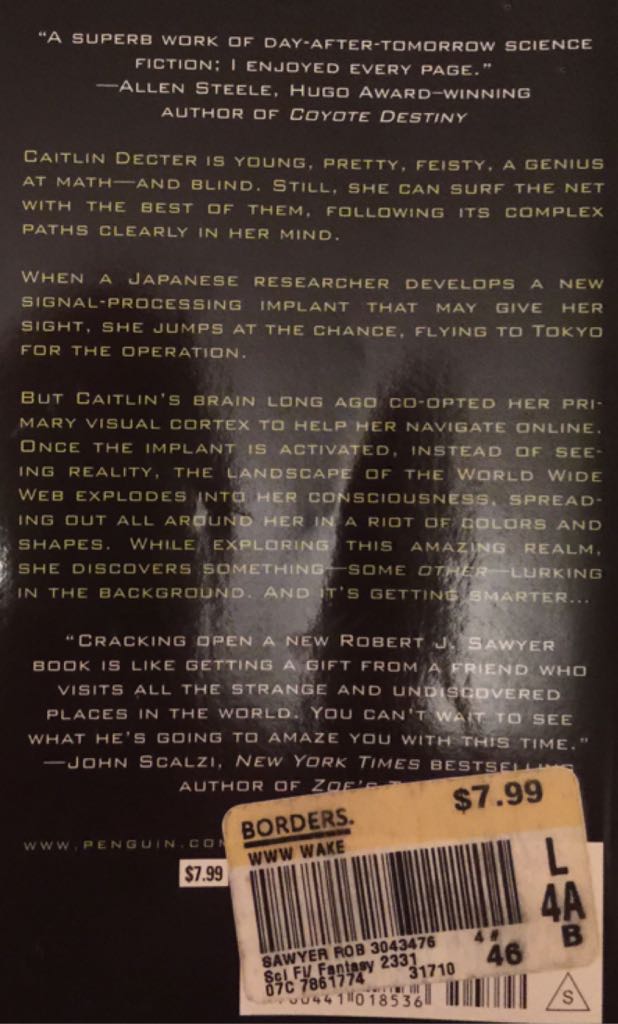 "A SUPERB WORK OF DAY-AFTER-TOMORROW SCIENCE
FICTION; I ENJOYED EVERY PAGE."
—ALLEN STEELE, HUGO AWARD–WINNING
AUTHOR OF COYOTE DESTINY
CAITLIN DECTER IS YOUNG, PRETTY, FEISTY, A GENIUS
AT MATH—AND BLIND. STILL, SHE CAN SURF THE NET
WITH THE BEST OF THEM, FOLLOWING ITS COMPLEX
PATHS CLEARLY IN HER MIND.
WHEN A JAPANESE RESEARCHER DEVELOPS A NEW
SIGNAL-PROCESSING IMPLANT THAT MAY GIVE HER
SIGHT, SHE JUMPS AT THE CHANCE, FLYING TO TOKYO
FOR THE OPERATION.
BUT CAITLIN'S BRAIN LONG AGO CO-OPTED HER PRI-
MARY VISUAL CORTEX TO HELP HER NAVIGATE ONLINE.
ONCE THE IMPLANT IS ACTIVATED, INSTEAD OF SEE-
ING REALITY, THE LANDSCAPE OF THE WORLD WIDE
WEB EXPLODES INTO HER CONSCIOUSNESS, SPREAD-
ING OUT ALL AROUND HER IN A RIOT OF COLORS AND
SHAPES. WHILE EXPLORING THIS AMAZING REALM,
SHE DISCOVERS SOMETHING—SOME OTHER—LURKING
IN THE BACKGROUND. AND IT'S GETTING SMARTER...
"CRACKING OPEN A NEW ROBERT J. SAWYER
BOOK IS LIKE GETTING A GIFT FROM A FRIEND WHO
VISITS ALL THE STRANGE AND UNDISCOVERED
PLACES IN THE WORLD. YOU CAN'T WAIT TO SEE
WHAT HE'S GOING TO AMAZE YOU WITH THIS TIME."
—JOHN SCALZI, NEW YORK TIMES BESTSELLING
AUTHOR OF ZOE'S
WWW.PENGUIN.COM
$7.99
$7.99
BORDERS.
WWW WAKE
L
4A
B
SAWYER ROB 3043476
4# 46
Sci Fi/ Fantasy 2331
07C 7861774 31710
00441 018536
S